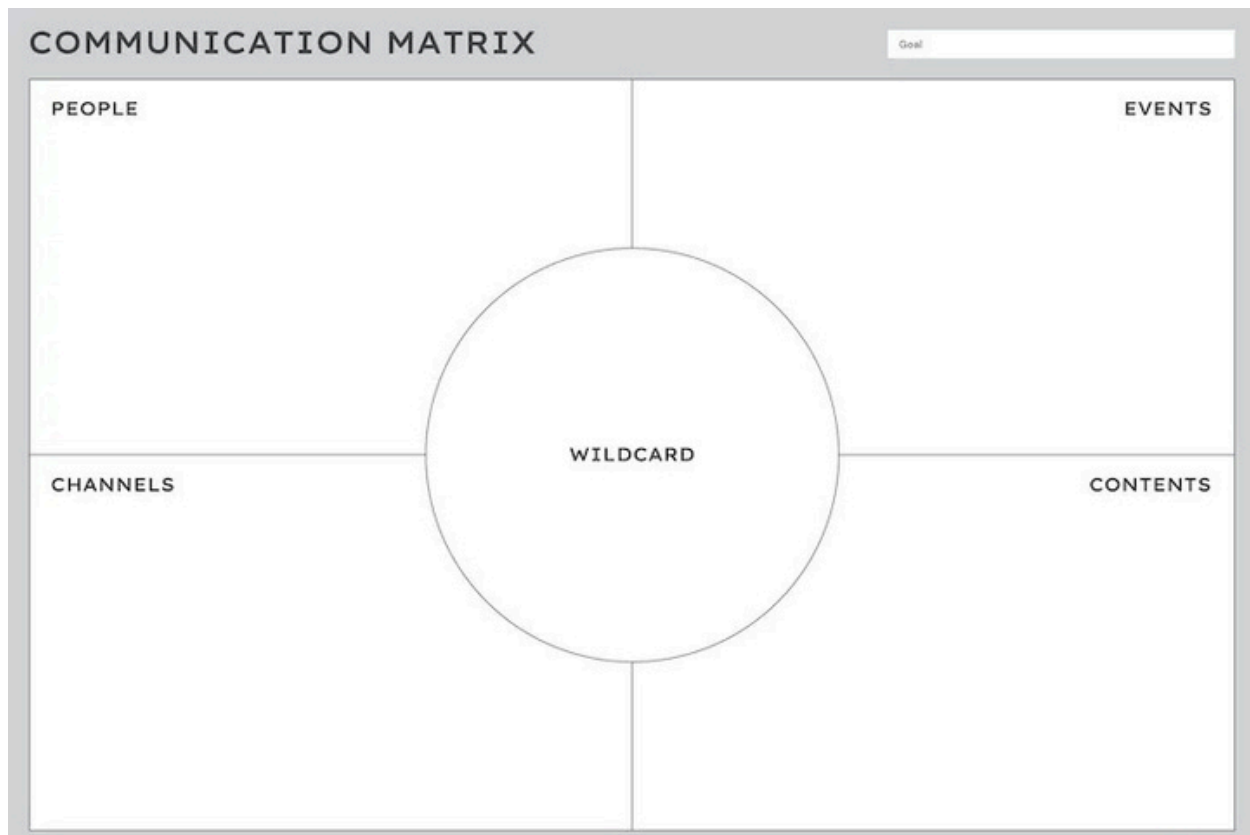 COMMUNICATION MATRIX
Goal
PEOPLE
EVENTS
WILDCARD
CHANNELS
CONTENTS